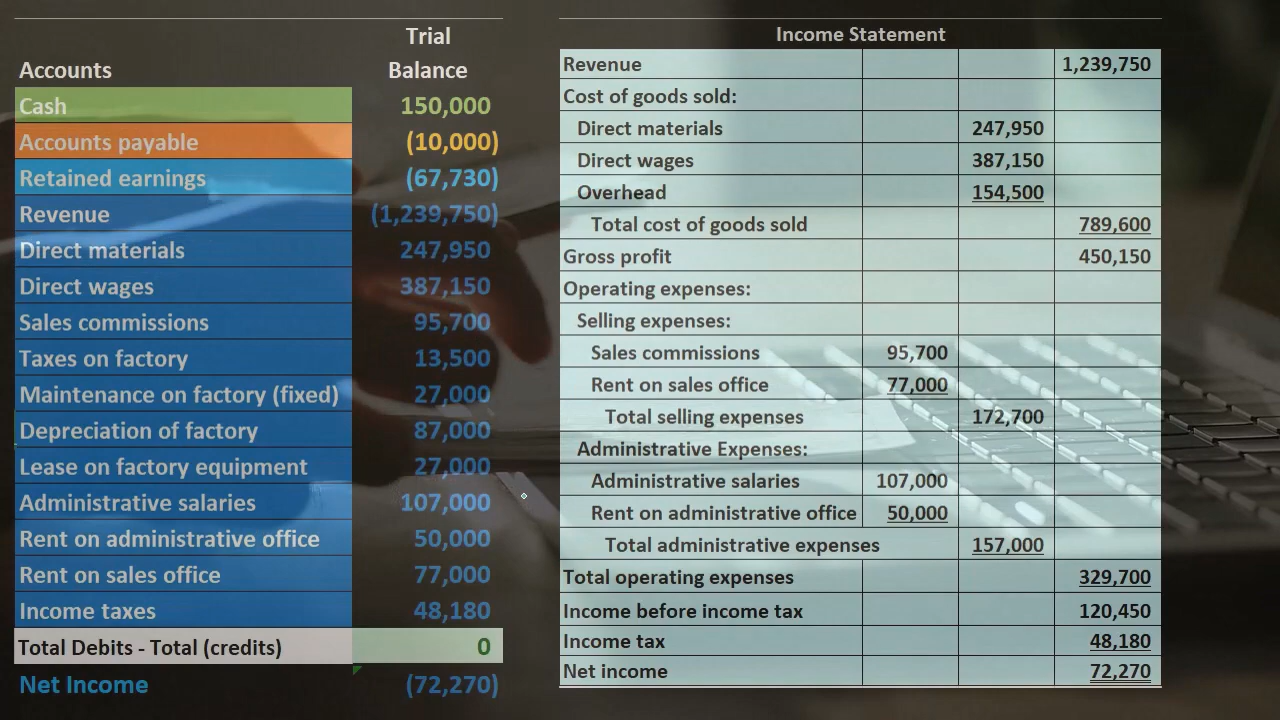 Trial
Accounts Balance
Cash 150,000
Accounts payable (10,000)
Retained earnings (67,730)
Revenue (1,239,750)
Direct materials 247,950
Direct wages 387,150
Sales commissions 95,700
Taxes on factory 13,500
Maintenance on factory (fixed) 27,000
Depreciation of factory 87,000
Lease on factory equipment 27,000
Administrative salaries 107,000
Rent on administrative office 50,000
Rent on sales office 77,000
Income taxes 48,180
Total Debits - Total (credits) 0
Net Income (72,270)
Income Statement
Revenue 1,239,750
Cost of goods sold:
Direct materials 247,950
Direct wages 387,150
Overhead 154,500
Total cost of goods sold 789,600
Gross profit 450,150
Operating expenses:
Selling expenses:
Sales commissions 95,700
Rent on sales office 77,000
Total selling expenses 172,700
Administrative Expenses:
Administrative salaries 107,000
Rent on administrative office 50,000
Total administrative expenses 157,000
Total operating expenses 329,700
Income before income tax 120,450
Income tax 48,180
Net income 72,270